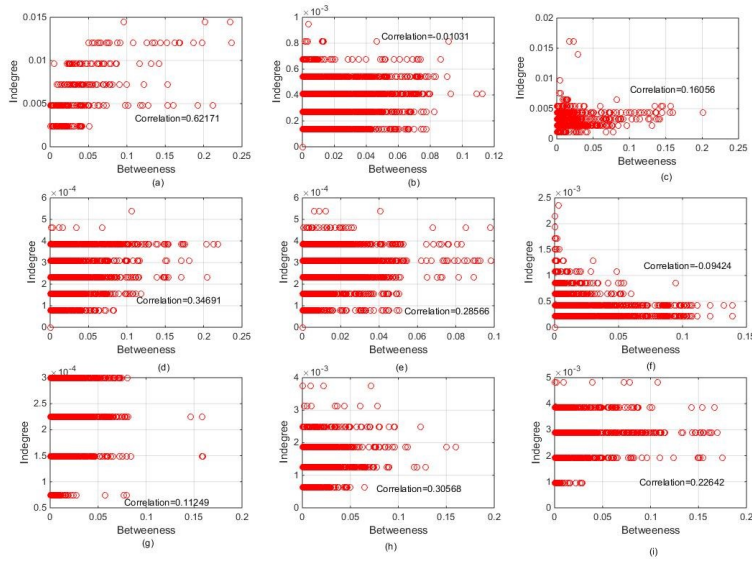 0.015
0.01
0.005
0
Indegree
Correlation=0.62171
0 0.05 0.1 0.15 0.2 0.25
Betweeness
(a)
×10⁻³
1
0.8
0.6
0.4
0.2
0
Indegree
Correlation=-0.01031
0 0.02 0.04 0.06 0.08 0.1 0.12
Betweeness
(b)
0.02
0.015
0.01
0.005
0
Indegree
Correlation=0.16056
0 0.05 0.1 0.15 0.2 0.25
Betweeness
(c)
×10⁻⁴
6
5
4
3
2
1
0
Indegree
Correlation=0.34691
0 0.05 0.1 0.15 0.2 0.25
Betweeness
(d)
×10⁻⁴
6
5
4
3
2
1
0
Indegree
Correlation=0.28566
0 0.02 0.04 0.06 0.08 0.1
Betweeness
(e)
×10⁻³
2.5
2
1.5
1
0.5
0
Indegree
Correlation=-0.09424
0 0.05 0.1 0.15
Betweeness
(f)
×10⁻⁴
3
2.5
2
1.5
1
0.5
Indegree
Correlation=0.11249
0 0.05 0.1 0.15 0.2
Betweeness
(g)
×10⁻³
4
3
2
1
0
Indegree
Correlation=0.30568
0 0.05 0.1 0.15 0.2
Betweeness
(h)
×10⁻³
5
4
3
2
1
0
Indegree
Correlation=0.22642
0 0.05 0.1 0.15 0.2
Betweeness
(i)